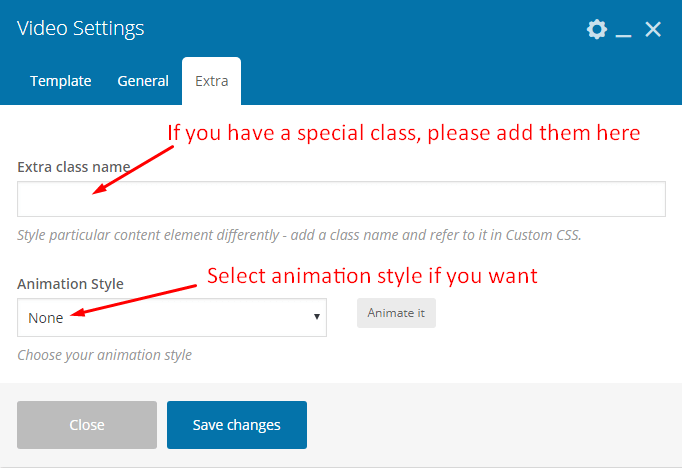 Video Settings
Template General Extra
If you have a special class, please add them here
Extra class name
Style particular content element differently - add a class name and refer to it in Custom CSS.
Select animation style if you want
Animation Style
None Animate it
Choose your animation style
Close Save changes